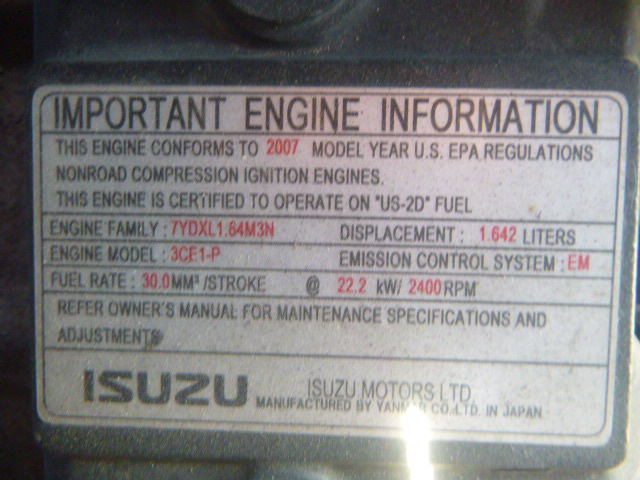 IMPORTANT ENGINE INFORMATION
THIS ENGINE CONFORMS TO 2007 MODEL YEAR U.S. EPA REGULATIONS
NONROAD COMPRESSION IGNITION ENGINES.
THIS ENGINE IS CERTIFIED TO OPERATE ON "US-2D" FUEL
ENGINE FAMILY : 7YDXL1.64M3N DISPLACEMENT : 1.642 LITERS
ENGINE MODEL : 3CE1-P EMISSION CONTROL SYSTEM : EM
FUEL RATE : 30.0MM³ /STROKE @ 22.2 kW/ 2400RPM
REFER OWNER'S MANUAL FOR MAINTENANCE SPECIFICATIONS AND
ADJUSTMENTS
ISUZU ISUZU MOTORS LTD.
MANUFACTURED BY YANMAR CO.,LTD. IN JAPAN